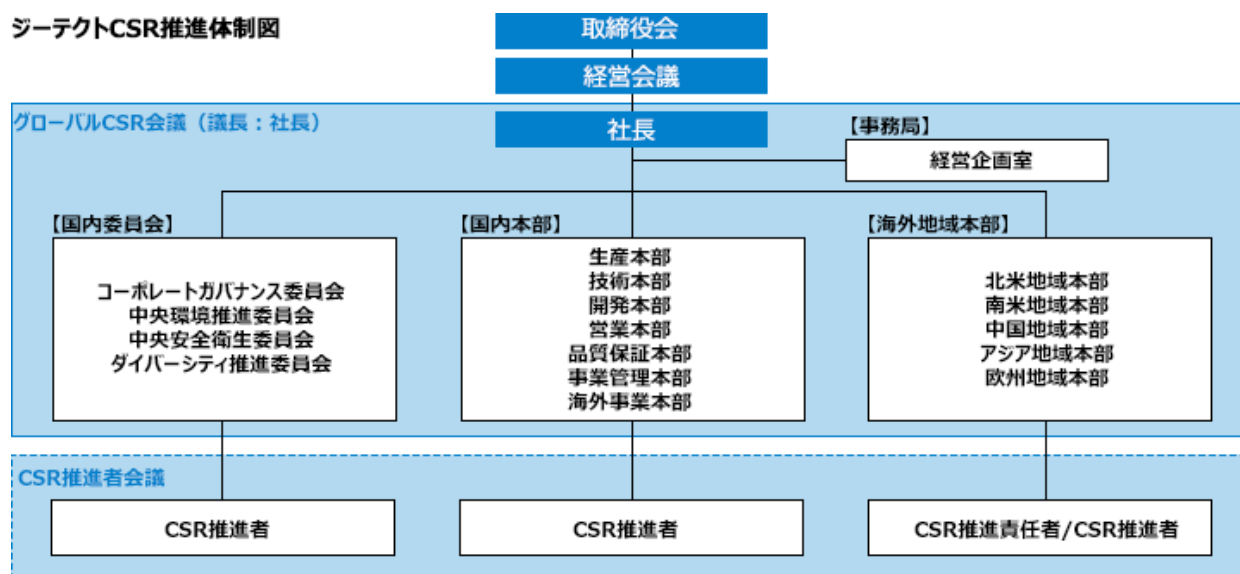 ジーテクトCSR推進体制図
取締役会
経営会議
グローバルCSR会議（議長：社長）
社長
【事務局】
経営企画室
【国内委員会】
コーポレートガバナンス委員会
中央環境推進委員会
中央安全衛生委員会
ダイバーシティ推進委員会
【国内本部】
生産本部
技術本部
開発本部
営業本部
品質保証本部
事業管理本部
海外事業本部
【海外地域本部】
北米地域本部
南米地域本部
中国地域本部
アジア地域本部
欧州地域本部
CSR推進者会議
CSR推進者
CSR推進者
CSR推進責任者/CSR推進者